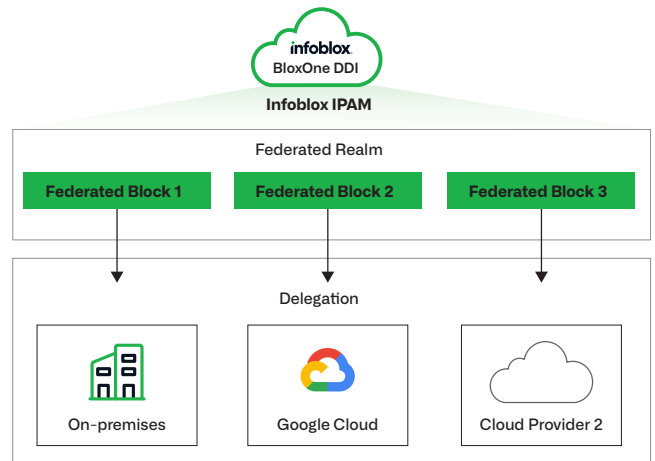 infoblox.
BloxOne DDI
Infoblox IPAM
Federated Realm
Federated Block 1
Federated Block 2
Federated Block 3
Delegation
On-premises
Google Cloud
Cloud Provider 2